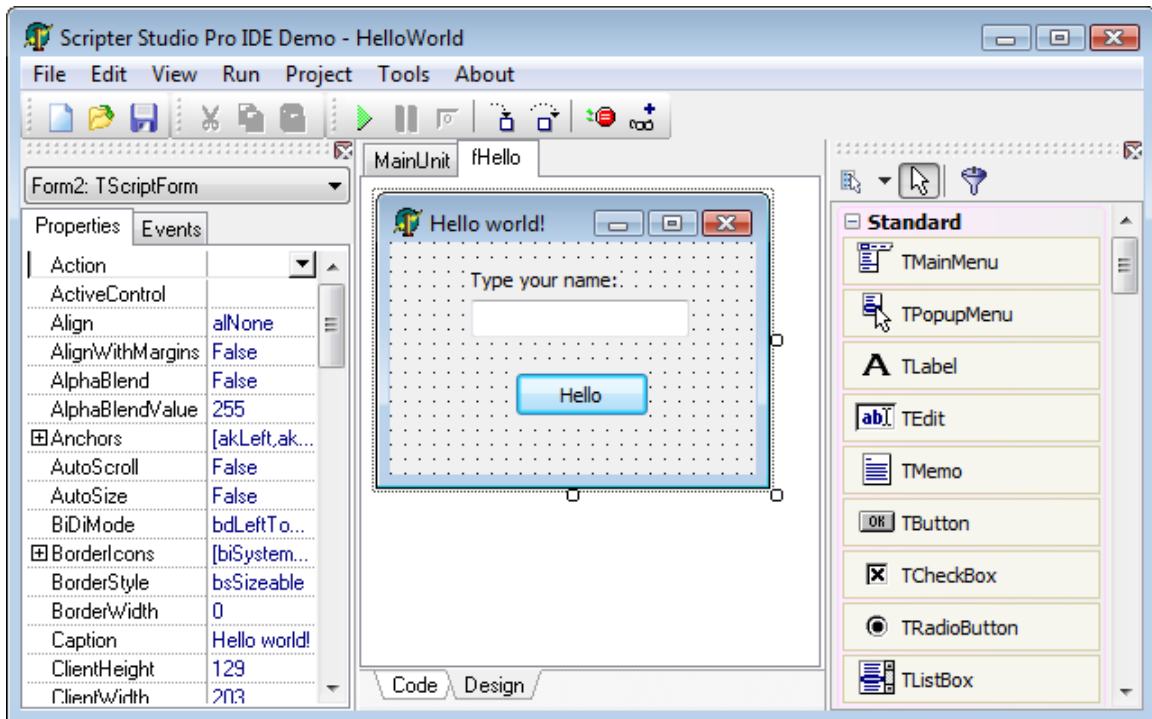 Scripter Studio Pro IDE Demo - HelloWorld
File Edit View Run Project Tools About
MainUnit fHello
Form2: TScriptForm
Properties Events
Action
ActiveControl
Align alNone
AlignWithMargins False
AlphaBlend False
AlphaBlendValue 255
Anchors [akLeft,ak...
AutoScroll False
AutoSize False
BiDiMode bdLeftTo...
BorderIcons [biSystem...
BorderStyle bsSizeable
BorderWidth 0
Caption Hello world!
ClientHeight 129
ClientWidth 203
Hello world!
Type your name:
Hello
Code Design
Standard
TMainMenu
TPopupMenu
A TLabel
ab TEdit
TMemo
OK TButton
TCheckBox
TRadioButton
TListBox